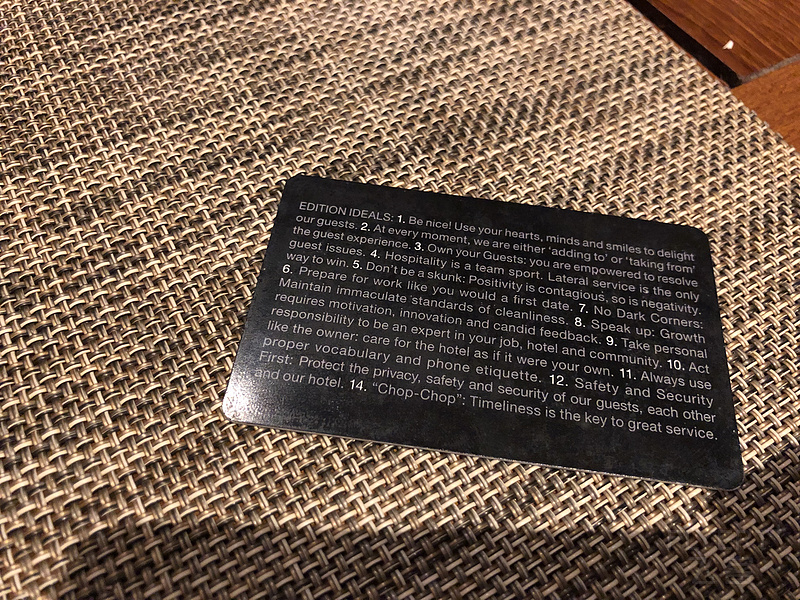 EDITION IDEALS: 1. Be nice! Use your hearts, minds and smiles to delight
our guests. 2. At every moment, we are either 'adding to' or 'taking from'
the guest experience. 3. Own your Guests: you are empowered to resolve
guest issues. 4. Hospitality is a team sport. Lateral service is the only
way to win. 5. Don't be a skunk: Positivity is contagious, so is negativity.
6. Prepare for work like you would a first date. 7. No Dark Corners:
Maintain immaculate standards of cleanliness. 8. Speak up: Growth
requires motivation, innovation and candid feedback. 9. Take personal
responsibility to be an expert in your job, hotel and community. 10. Act
like the owner: care for the hotel as if it were your own. 11. Always use
proper vocabulary and phone etiquette. 12. Safety and Security
First: Protect the privacy, safety and security of our guests, each other
and our hotel. 14. “Chop-Chop”: Timeliness is the key to great service.